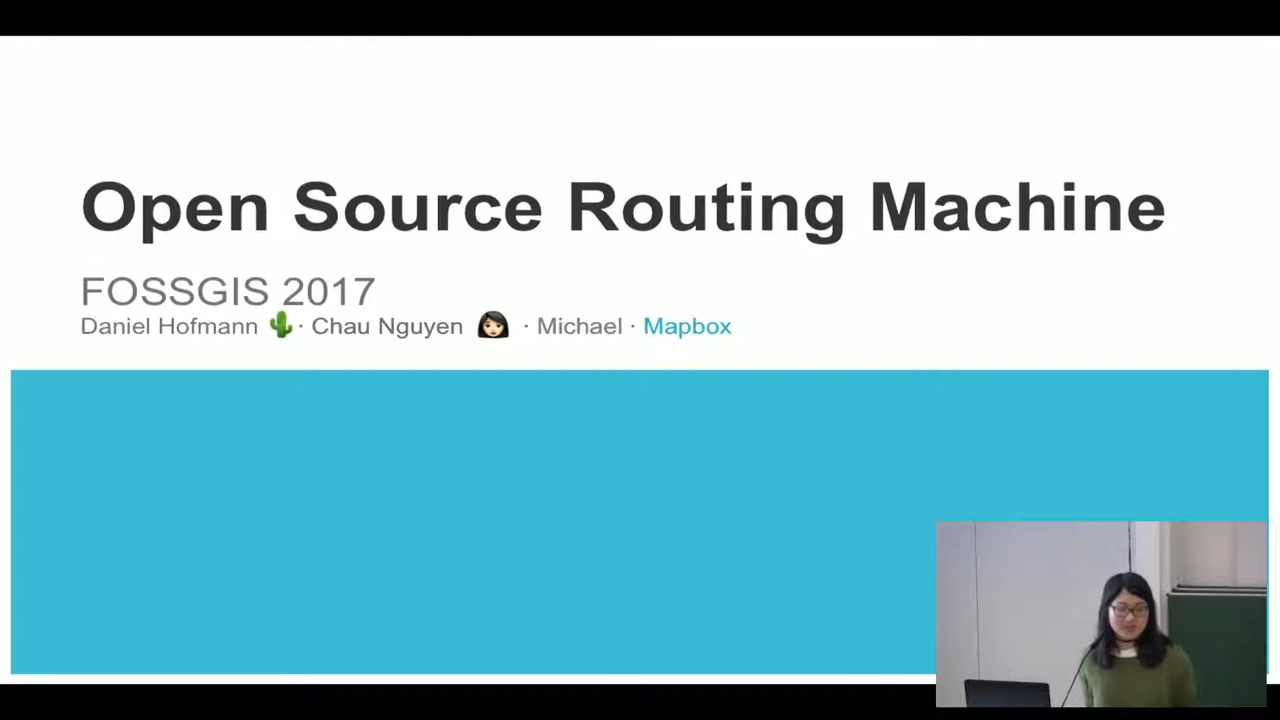 Open Source Routing Machine
FOSSGIS 2017
Daniel Hofmann 🌵 · Chau Nguyen 👩🏻 · Michael · Mapbox